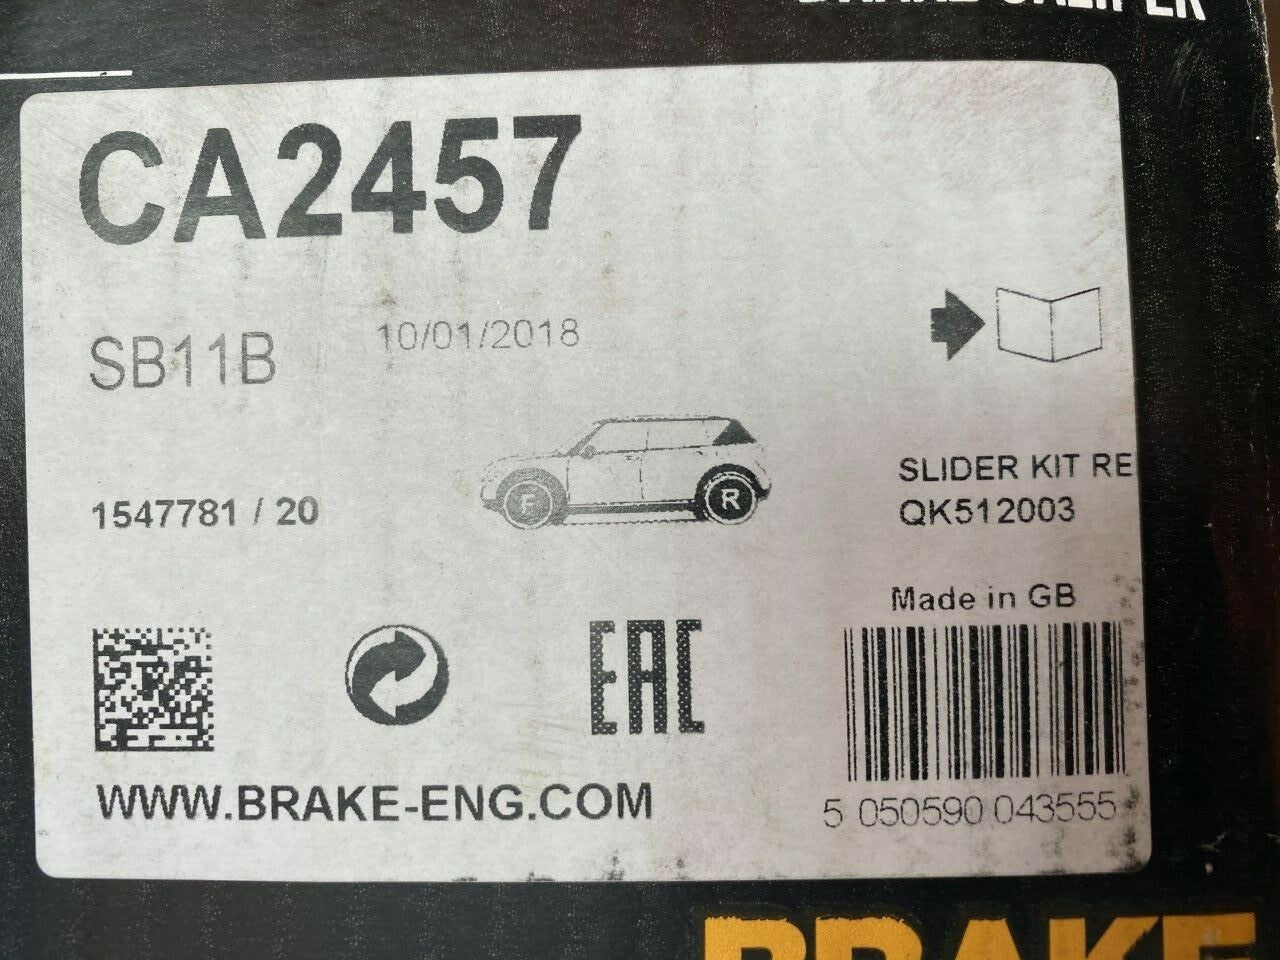 CA2457
SB11B
10/01/2018
F
R
SLIDER KIT RE
QK512003
1547781 / 20
Made in GB
EAC
WWW.BRAKE-ENG.COM
5 050590 043555
BRAKE